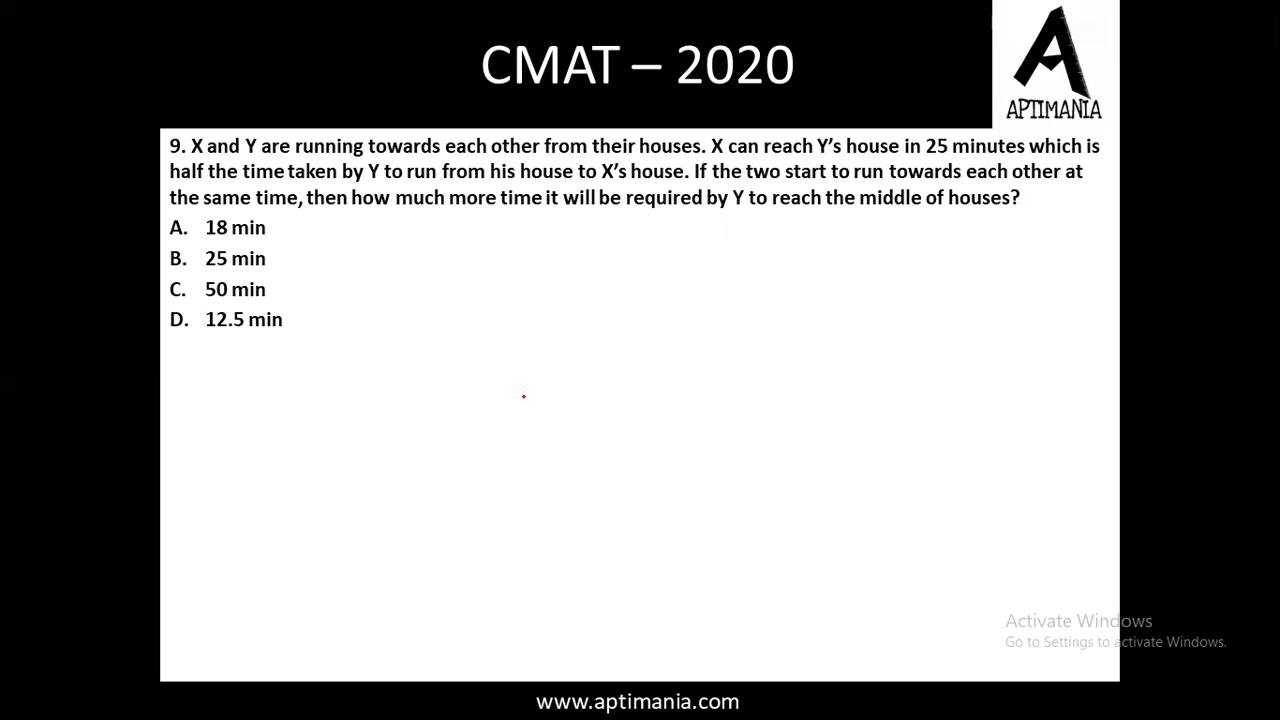 CMAT – 2020
APTIMANIA
9. X and Y are running towards each other from their houses. X can reach Y’s house in 25 minutes which is
half the time taken by Y to run from his house to X’s house. If the two start to run towards each other at
the same time, then how much more time it will be required by Y to reach the middle of houses?
A. 18 min
B. 25 min
C. 50 min
D. 12.5 min
Activate Windows
Go to Settings to activate Windows.
www.aptimania.com